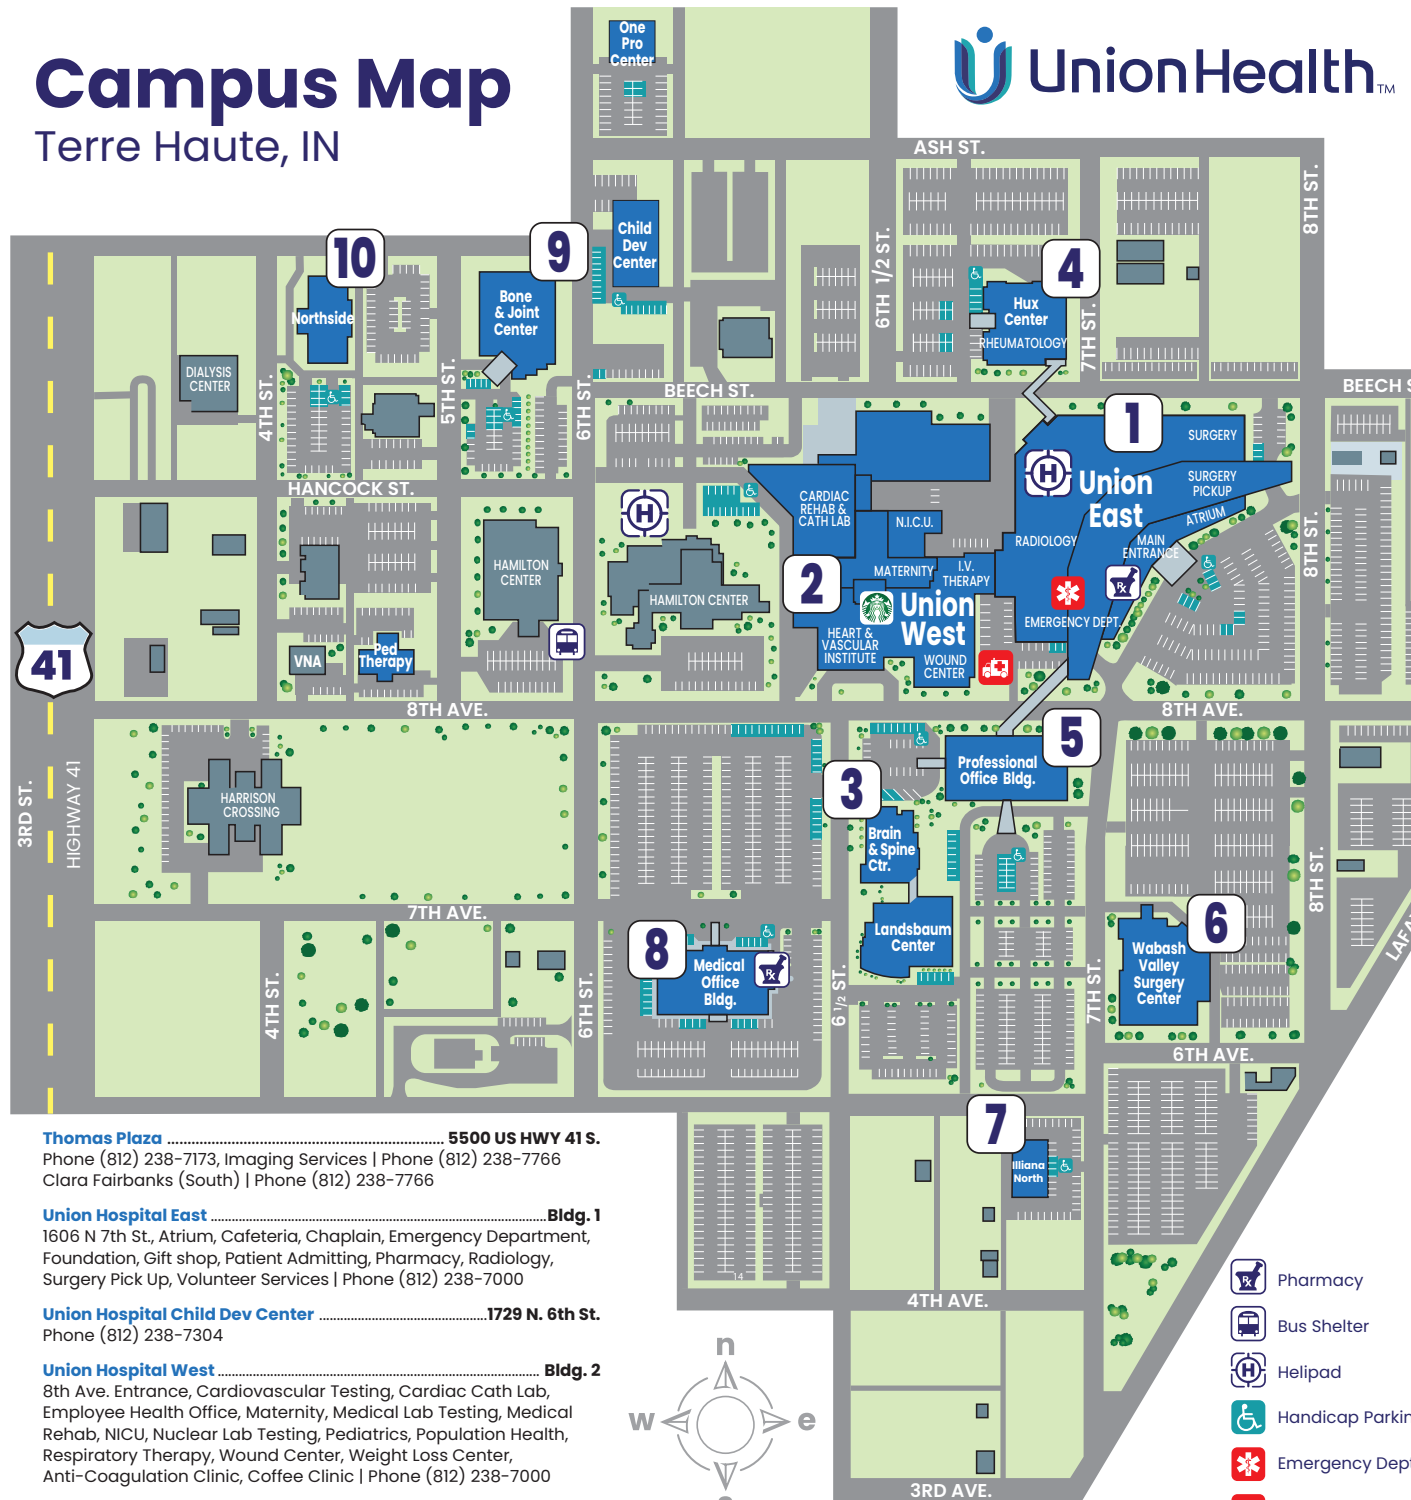 Campus Map
Terre Haute, IN
UnionHealth™
One
Pro
Center
ASH ST.
8TH ST.
6TH 1/2 ST.
Child
Dev
Center
10
9
4
Northside
Bone
& Joint
Center
Hux
Center
RHEUMATOLOGY
7TH ST.
DIALYSIS
CENTER
4TH ST.
5TH ST.
6TH ST.
BEECH ST.
BEECH S
1
SURGERY
SURGERY
PICKUP
ATRIUM
MAIN
ENTRANCE
H
Union
East
RADIOLOGY
EMERGENCY DEPT.
Rx
HANCOCK ST.
H
CARDIAC
REHAB &
CATH LAB
N.I.C.U.
MATERNITY
I.V.
THERAPY
2
Union
West
HEART &
VASCULAR
INSTITUTE
WOUND
CENTER
8TH ST.
HAMILTON
CENTER
HAMILTON CENTER
VNA
Ped
Therapy
41
8TH AVE.
8TH AVE.
3RD ST.
HIGHWAY 41
HARRISON
CROSSING
5
Professional
Office Bldg.
3
Brain
& Spine
Ctr.
Landsbaum
Center
8TH ST.
7TH AVE.
8
Medical
Office
Bldg.
Rx
6
Wabash
Valley
Surgery
Center
LAFA
4TH ST.
6TH ST.
6 1/2 ST.
7TH ST.
6TH AVE.
7
Illiana
North
14
4TH AVE.
3RD AVE.
Thomas Plaza ........ 5500 US HWY 41 S.
Phone (812) 238-7173, Imaging Services | Phone (812) 238-7766
Clara Fairbanks (South) | Phone (812) 238-7766
Union Hospital East ........ Bldg. 1
1606 N 7th St., Atrium, Cafeteria, Chaplain, Emergency Department,
Foundation, Gift shop, Patient Admitting, Pharmacy, Radiology,
Surgery Pick Up, Volunteer Services | Phone (812) 238-7000
Union Hospital Child Dev Center ........ 1729 N. 6th St.
Phone (812) 238-7304
Union Hospital West ........ Bldg. 2
8th Ave. Entrance, Cardiovascular Testing, Cardiac Cath Lab,
Employee Health Office, Maternity, Medical Lab Testing, Medical
Rehab, NICU, Nuclear Lab Testing, Pediatrics, Population Health,
Respiratory Therapy, Wound Center, Weight Loss Center,
Anti-Coagulation Clinic, Coffee Clinic | Phone (812) 238-7000
n
w
e
Rx
Pharmacy
Bus Shelter
H
Helipad
Handicap Parkin
Emergency Dept